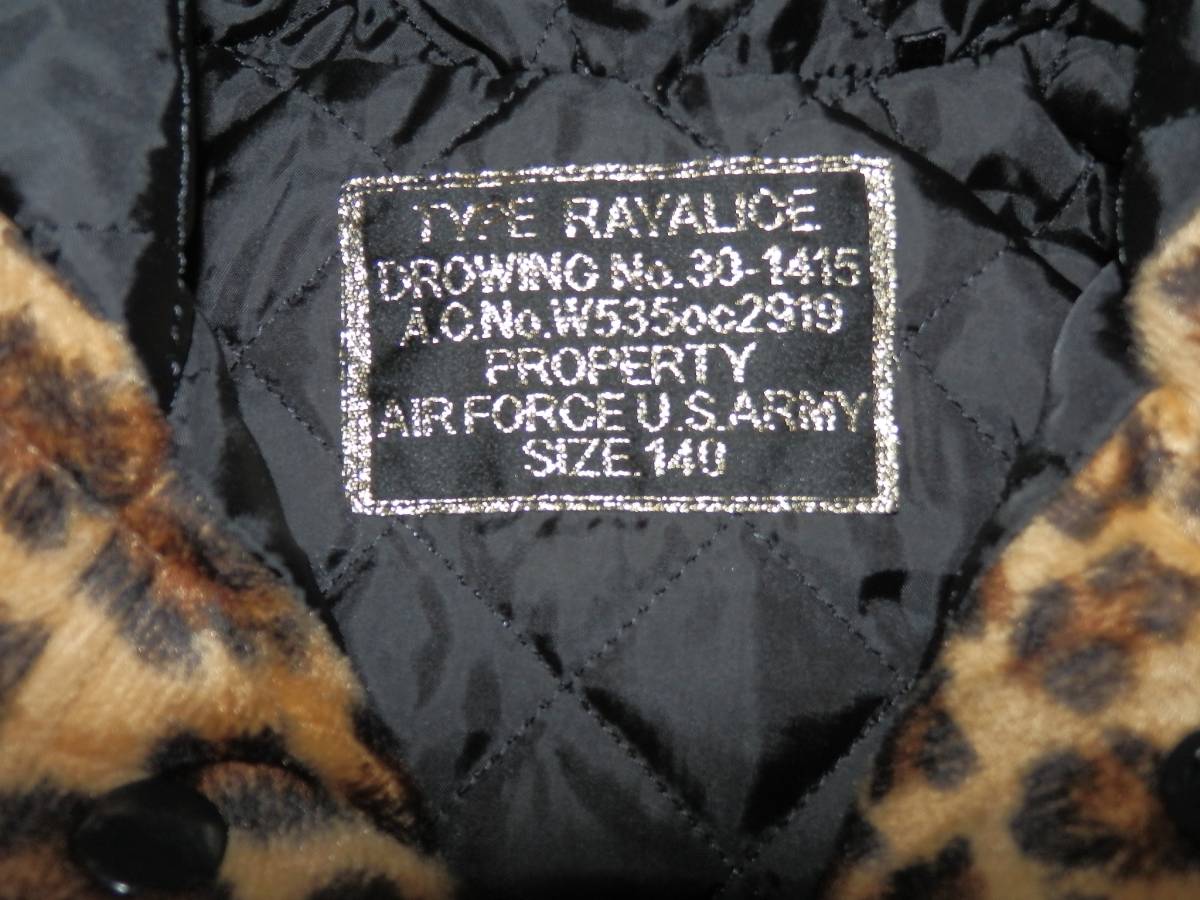 TYPE RAYALICE
DROWING No.30-1415
A.C.No.W535oc2919
PROPERTY
AIR FORCE U.S.ARMY
SIZE.140